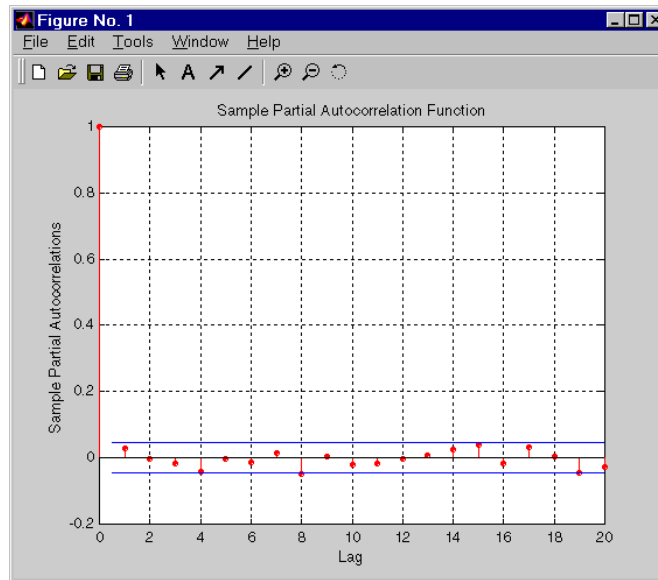 Figure No. 1
File Edit Tools Window Help
A
Sample Partial Autocorrelation Function
Sample Partial Autocorrelations
1
0.8
0.6
0.4
0.2
0
-0.2
0 2 4 6 8 10 12 14 16 18 20
Lag